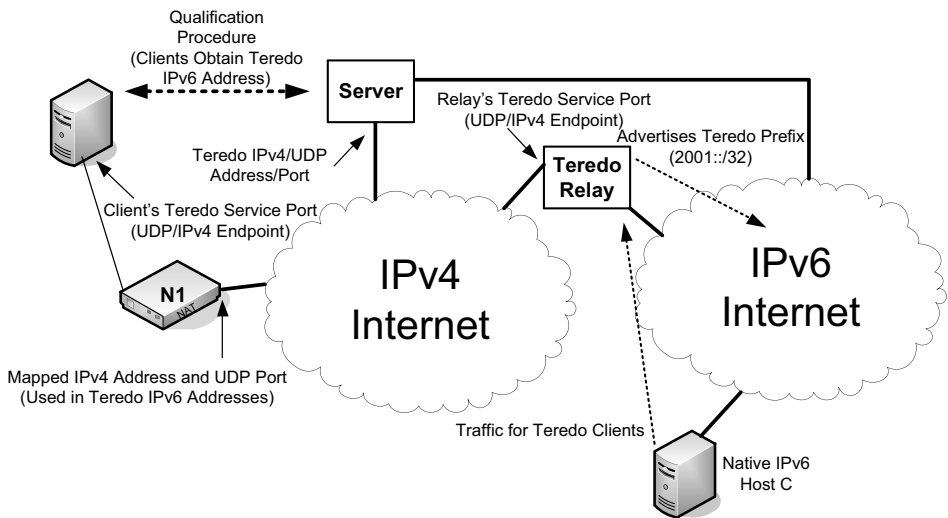 Qualification
Procedure
(Clients Obtain Teredo
IPv6 Address)
Server
Relay's Teredo Service Port
(UDP/IPv4 Endpoint)
Advertises Teredo Prefix
(2001::/32)
Teredo IPv4/UDP
Address/Port
Teredo
Relay
Client's Teredo Service Port
(UDP/IPv4 Endpoint)
IPv4
Internet
IPv6
Internet
N1
NAT
Mapped IPv4 Address and UDP Port
(Used in Teredo IPv6 Addresses)
Traffic for Teredo Clients
Native IPv6
Host C